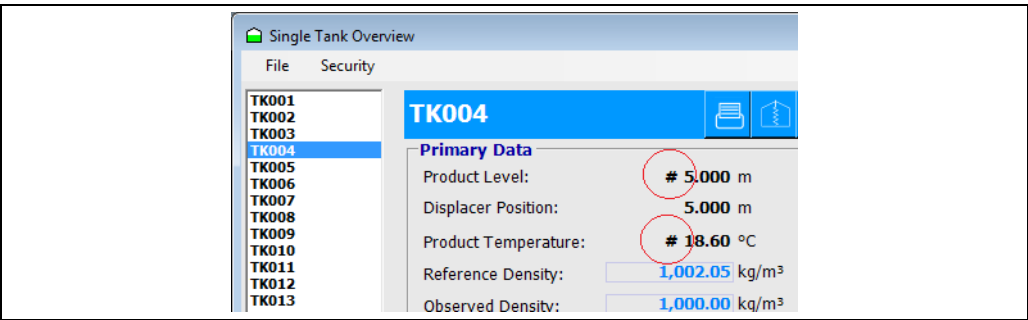 Single Tank Overview
File Security
TK001
TK002
TK003
TK004
TK005
TK006
TK007
TK008
TK009
TK010
TK011
TK012
TK013
TK004
Primary Data
Product Level: # 5.000 m
Displacer Position: 5.000 m
Product Temperature: # 18.60 ºC
Reference Density: 1,002.05 kg/m³
Observed Density: 1,000.00 kg/m³